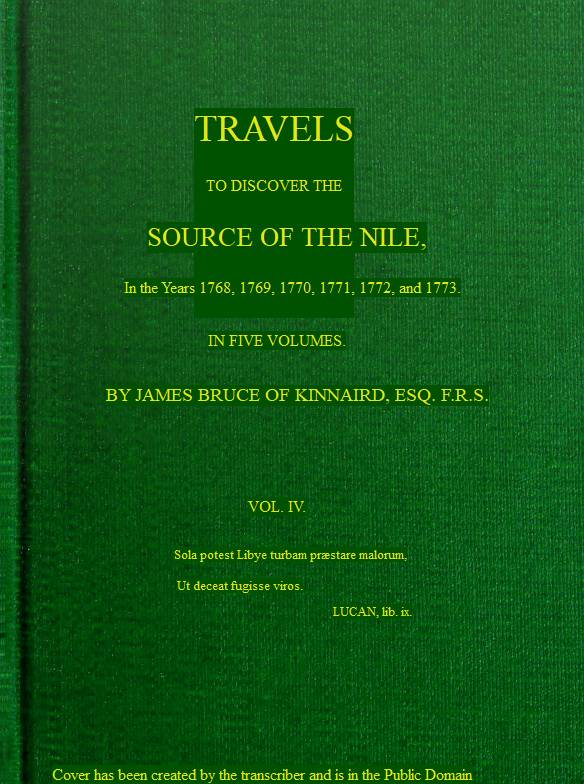 TRAVELS
TO DISCOVER THE
SOURCE OF THE NILE,
In the Years 1768, 1769, 1770, 1771, 1772, and 1773.
IN FIVE VOLUMES.
BY JAMES BRUCE OF KINNAIRD, ESQ. F.R.S.
VOL. IV.
Sola potest Libye turbam præstare malorum,
Ut deceat fugisse viros.
LUCAN, lib. ix.
Cover has been created by the transcriber and is in the Public Domain